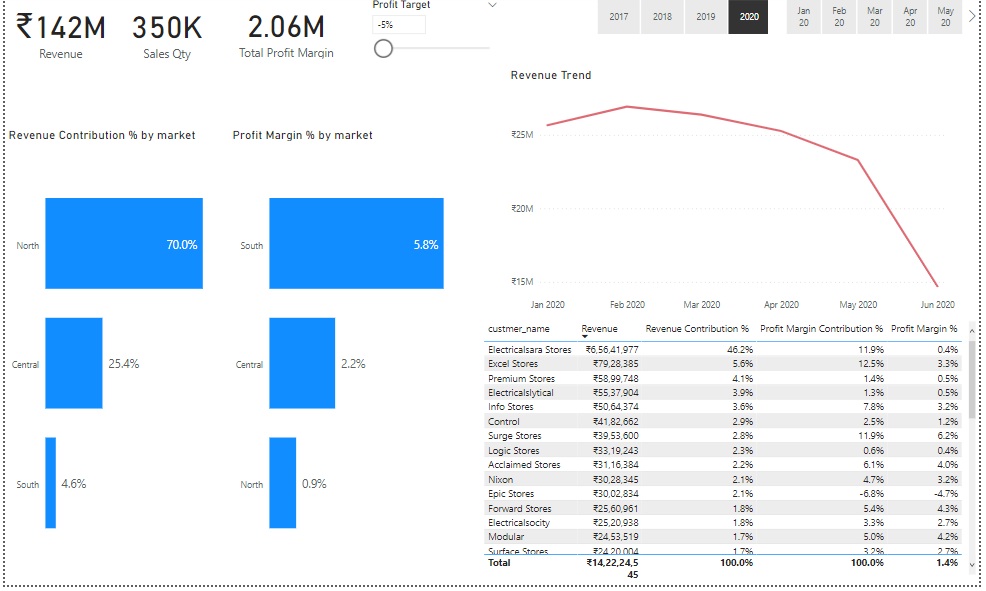 ₹142M 350K 2.06M
Revenue Sales Qty Total Profit Margin
Profit Target
-5%
2017 2018 2019 2020
Jan 20 Feb 20 Mar 20 Apr 20 May 20
Revenue Contribution % by market
North 70.0%
Central 25.4%
South 4.6%
Profit Margin % by market
South 5.8%
Central 2.2%
North 0.9%
Revenue Trend
₹25M
₹20M
₹15M
Jan 2020 Feb 2020 Mar 2020 Apr 2020 May 2020 Jun 2020
custmer_name Revenue Revenue Contribution % Profit Margin Contribution % Profit Margin %
Electricalsara Stores ₹6,56,41,977 46.2% 11.9% 0.4%
Excel Stores ₹79,28,385 5.6% 12.5% 3.3%
Premium Stores ₹58,99,748 4.1% 1.4% 0.5%
Electricalslytical ₹55,37,904 3.9% 1.3% 0.5%
Info Stores ₹50,64,374 3.6% 7.8% 3.2%
Control ₹41,82,662 2.9% 2.5% 1.2%
Surge Stores ₹39,53,600 2.8% 11.9% 6.2%
Logic Stores ₹33,19,243 2.3% 0.6% 0.4%
Acclaimed Stores ₹31,16,384 2.2% 6.1% 4.0%
Nixon ₹30,28,345 2.1% 4.7% 3.2%
Epic Stores ₹30,02,834 2.1% -6.8% -4.7%
Forward Stores ₹25,60,961 1.8% 5.4% 4.3%
Electricalsocity ₹25,20,938 1.8% 3.3% 2.7%
Modular ₹24,53,519 1.7% 5.0% 4.2%
Surface Stores ₹24,20,004 1.7% 3.2% 2.7%
Total ₹14,22,24,5 100.0% 100.0% 1.4%
45